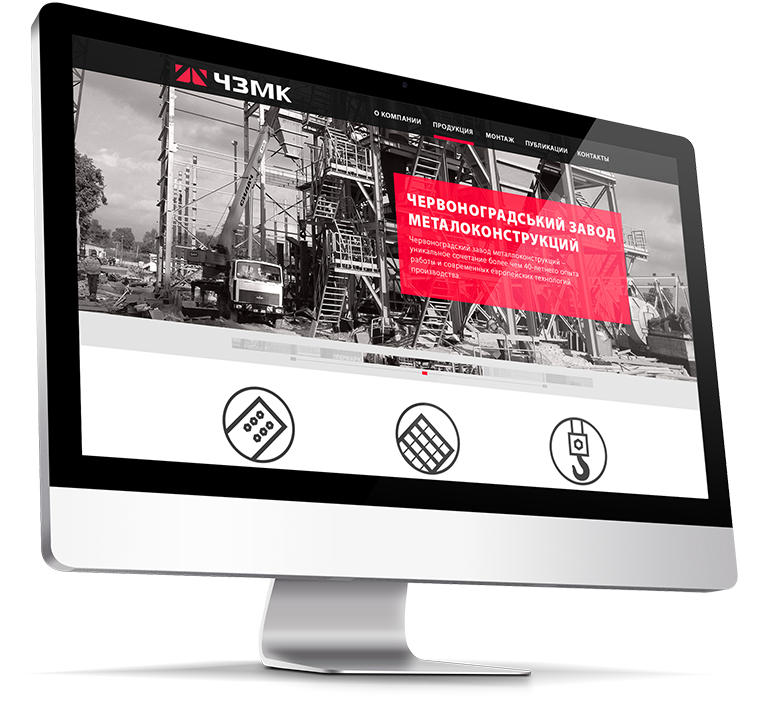 ЧЗМК
О КОМПАНИИ
ПРОДУКЦИЯ
МОНТАЖ
ПУБЛИКАЦИИ
КОНТАКТЫ
ЧЕРВОНОГРАДСЬКИЙ ЗАВОД
МЕТАЛОКОНСТРУКЦИЙ
Червоноградский завод металлоконструкций –
уникальное сочетание более чем 40-летнего опыта
работы и современных европейских технологий
производства